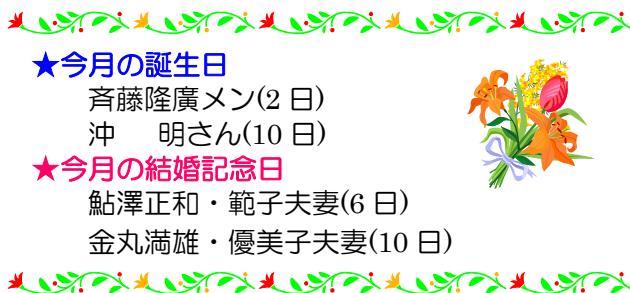 ★今月の誕生日
斉藤隆廣メン(2 日)
沖　明さん(10 日)
★今月の結婚記念日
鮎澤正和・範子夫妻(6 日)
金丸満雄・優美子夫妻(10 日)